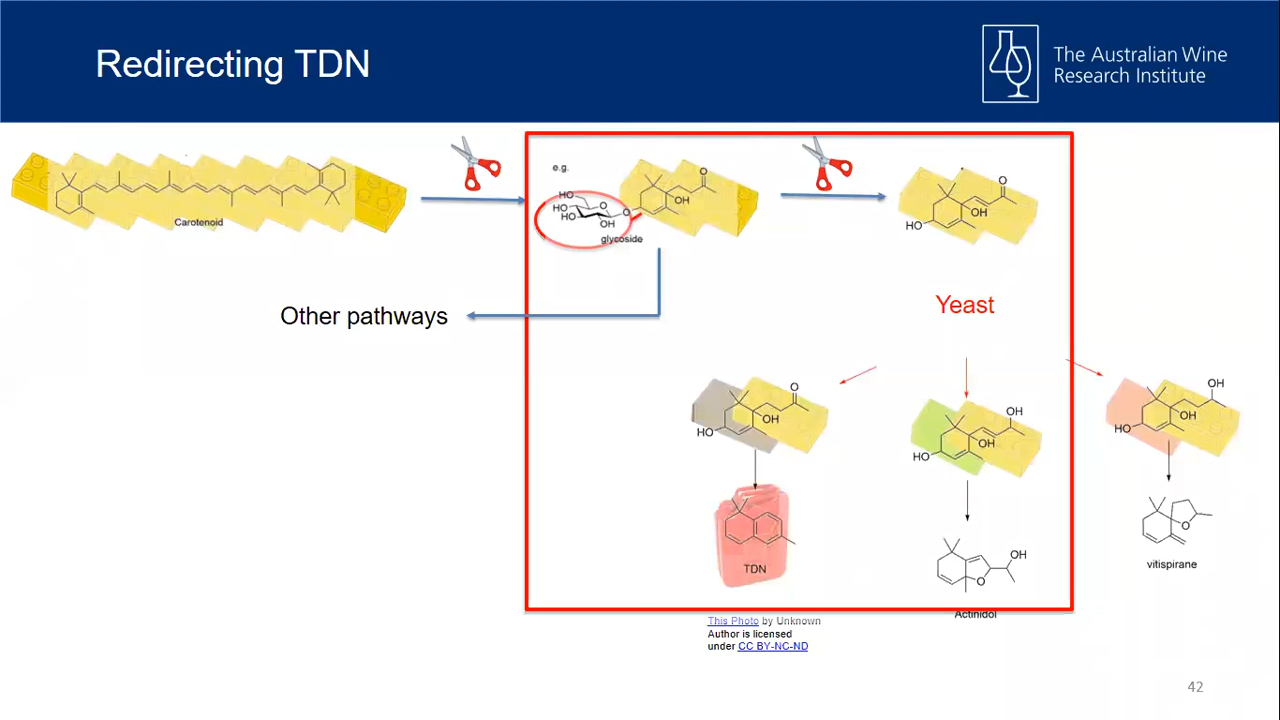 Redirecting TDN
The Australian Wine
Research Institute
Carotenoid
e.g.
HO
HO
HO
O
OH
O
O
OH
glycoside
O
OH
HO
Other pathways
Yeast
O
OH
HO
OH
OH
HO
OH
OH
HO
TDN
OH
O
Actinidol
O
vitispirane
This Photo by Unknown
Author is licensed
under CC BY-NC-ND
42